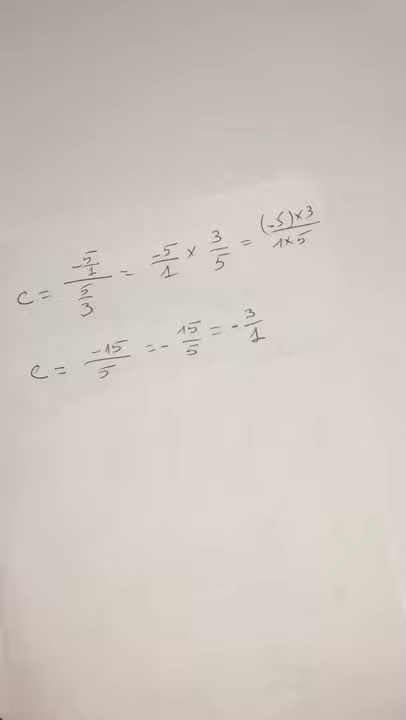 C = (-5/1)/(5/3) = -5/1 × 3/5 = (-5)×3/1×5
C = -15/5 = - 15/5 = - 3/1